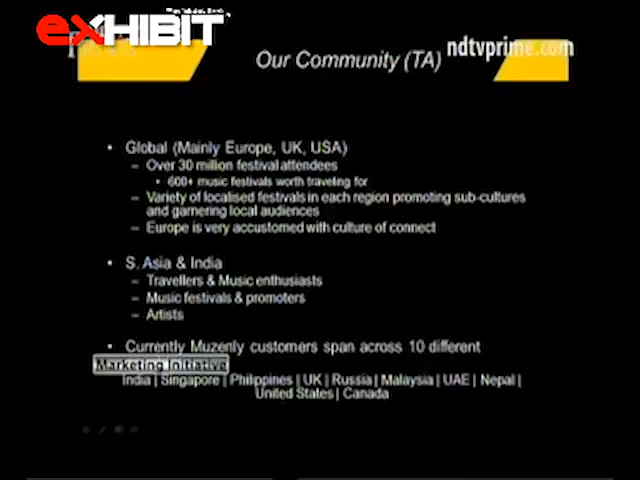 eXHIBIT
ndtvprime.com
Our Community (TA)
• Global (Mainly Europe, UK, USA)
– Over 30 million festival attendees
• 600+ music festivals worth traveling for
– Variety of localised festivals in each region promoting sub-cultures
and garnering local audiences
– Europe is very accustomed with culture of connect
• S. Asia & India
– Travellers & Music enthusiasts
– Music festivals & promoters
– Artists
• Currently Muzenly customers span across 10 different
Marketing Initiative
India | Singapore | Philippines | UK | Russia | Malaysia | UAE | Nepal |
United States | Canada